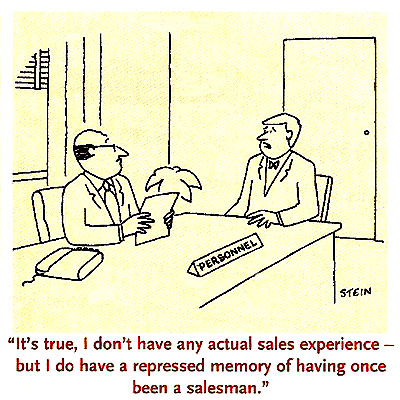 PERSONNEL
STEIN
“It’s true, I don’t have any actual sales experience –
but I do have a repressed memory of having once
been a salesman.”